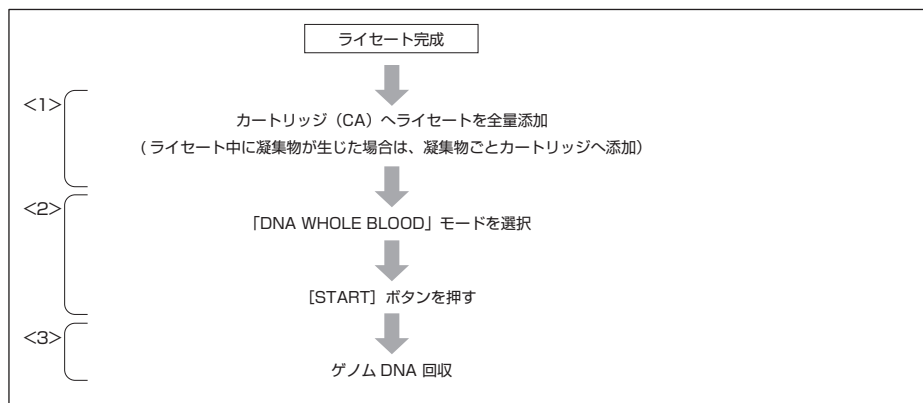 ライセート完成
<1>
カートリッジ（CA）へライセートを全量添加
( ライセート中に凝集物が生じた場合は、凝集物ごとカートリッジへ添加）
<2>
「DNA WHOLE BLOOD」モードを選択
［START］ボタンを押す
<3>
ゲノム DNA 回収